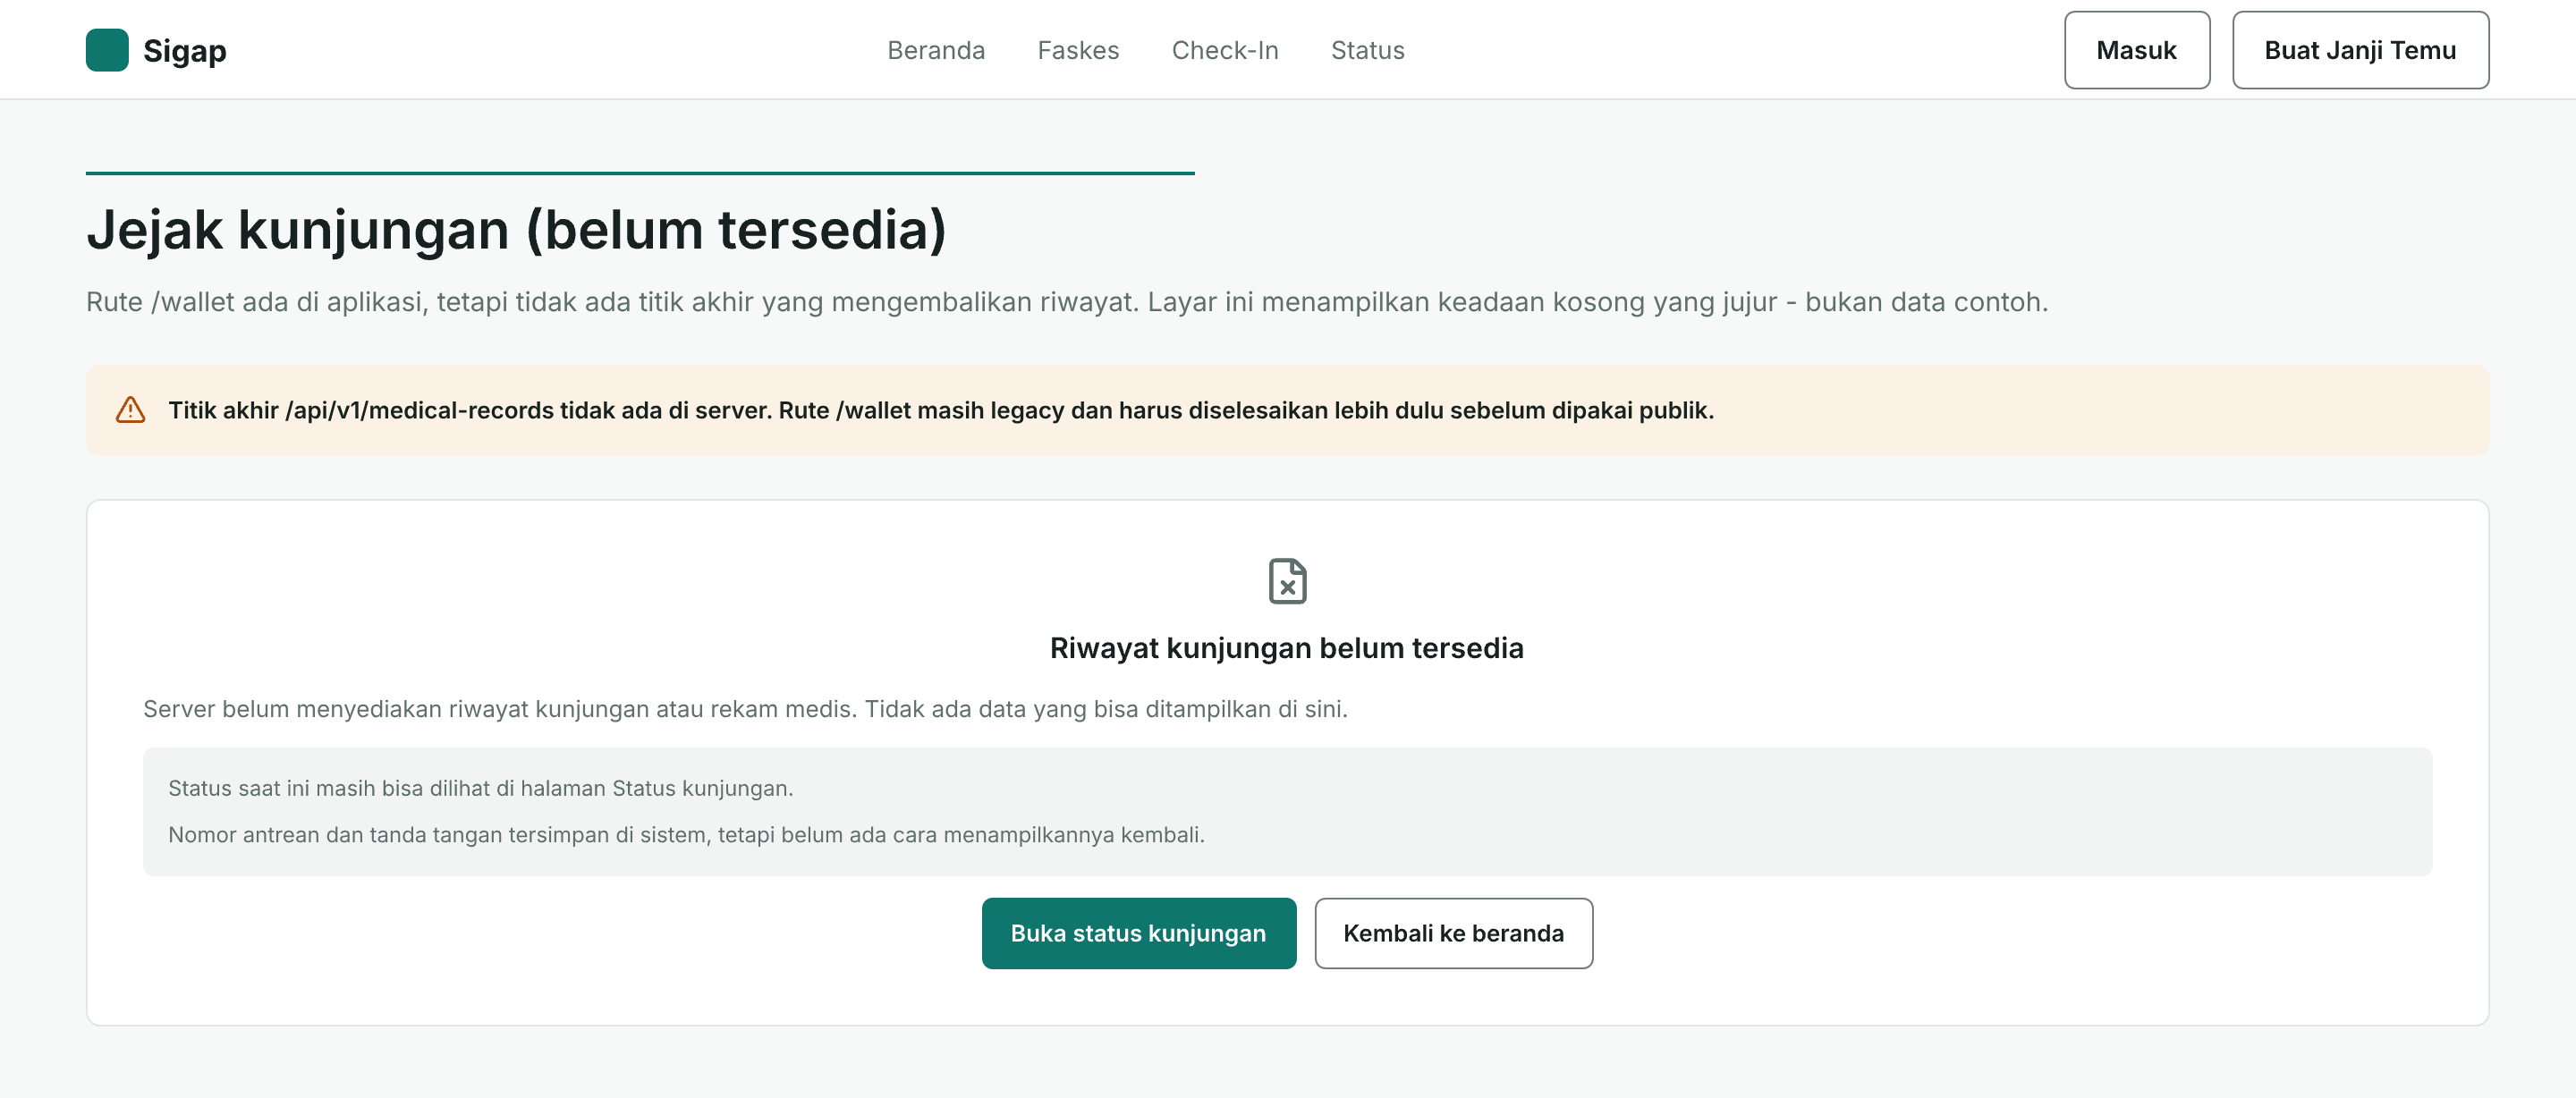 Sigap
Beranda
Faskes
Check-In
Status
Masuk
Buat Janji Temu
Jejak kunjungan (belum tersedia)
Rute /wallet ada di aplikasi, tetapi tidak ada titik akhir yang mengembalikan riwayat. Layar ini menampilkan keadaan kosong yang jujur - bukan data contoh.
Titik akhir /api/v1/medical-records tidak ada di server. Rute /wallet masih legacy dan harus diselesaikan lebih dulu sebelum dipakai publik.
Riwayat kunjungan belum tersedia
Server belum menyediakan riwayat kunjungan atau rekam medis. Tidak ada data yang bisa ditampilkan di sini.
Status saat ini masih bisa dilihat di halaman Status kunjungan.
Nomor antrean dan tanda tangan tersimpan di sistem, tetapi belum ada cara menampilkannya kembali.
Buka status kunjungan
Kembali ke beranda